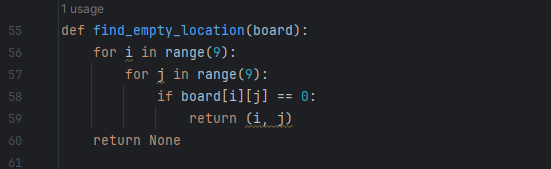 1 usage
55 def find_empty_location(board):
56     for i in range(9):
57         for j in range(9):
58             if board[i][j] == 0:
59                 return (i, j)
60     return None
61